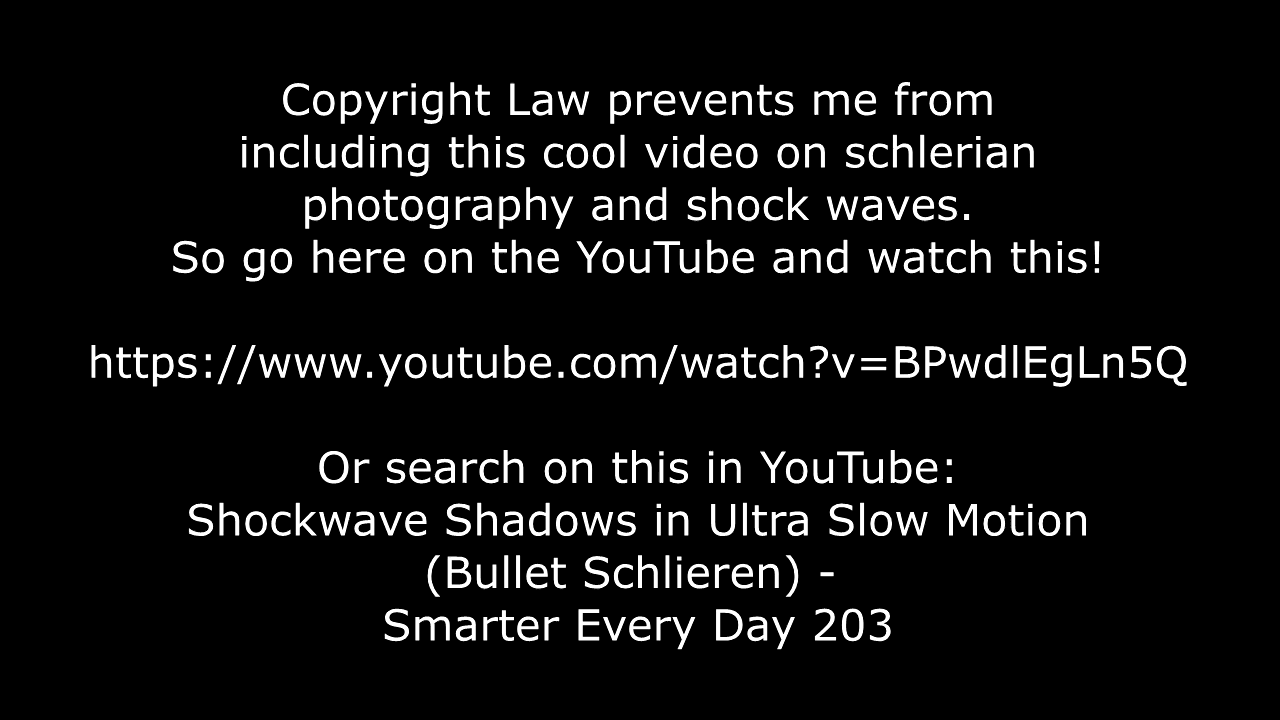 Copyright Law prevents me from
including this cool video on schlerian
photography and shock waves.
So go here on the YouTube and watch this!
https://www.youtube.com/watch?v=BPwdlEgLn5Q
Or search on this in YouTube:
Shockwave Shadows in Ultra Slow Motion
(Bullet Schlieren) -
Smarter Every Day 203